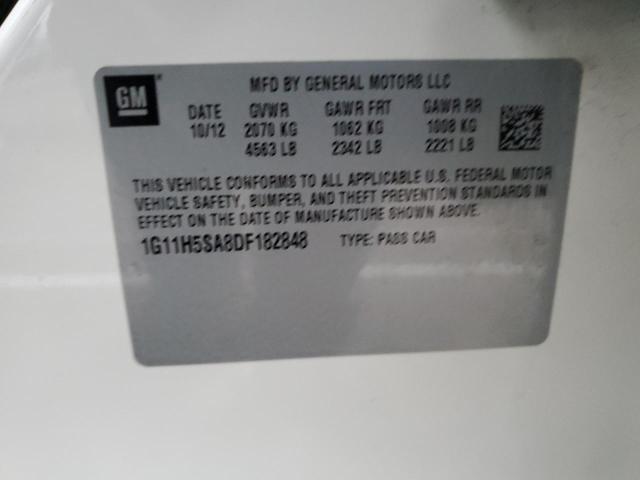 GM
MFD BY GENERAL MOTORS LLC
DATE GVWR GAWR FRT GAWR RR
10/12 2070 KG 1062 KG 1008 KG
4563 LB 2342 LB 2221 LB
THIS VEHICLE CONFORMS TO ALL APPLICABLE U.S. FEDERAL MOTOR
VEHICLE SAFETY, BUMPER, AND THEFT PREVENTION STANDARDS IN
EFFECT ON THE DATE OF MANUFACTURE SHOWN ABOVE.
1G11H5SA8DF182848 TYPE: PASS CAR